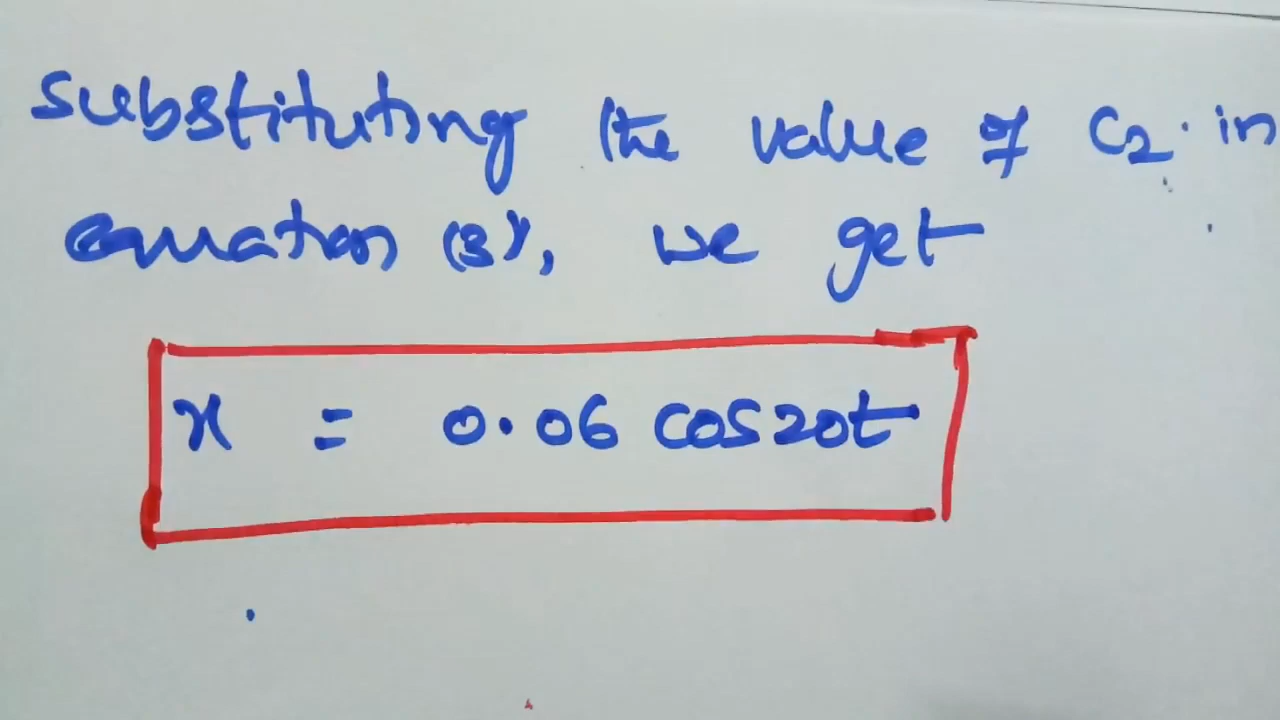 substituting the value of C2 in
equation (3), we get
x = 0.06 cos20t